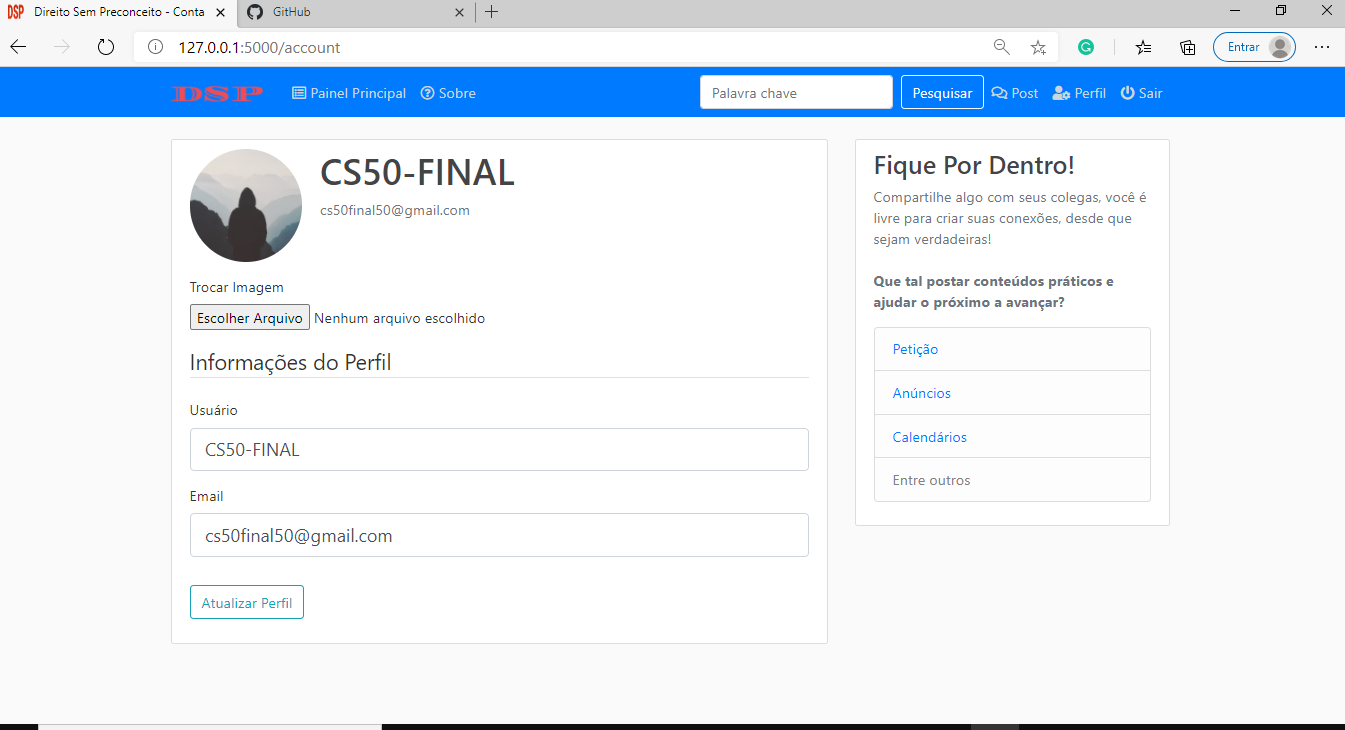 DSP Direito Sem Preconceito - Conta
GitHub
127.0.0.1:5000/account
Entrar
DSP
Painel Principal
Sobre
Palavra chave
Pesquisar
Post
Perfil
Sair
CS50-FINAL
cs50final50@gmail.com
Trocar Imagem
Escolher Arquivo Nenhum arquivo escolhido
Informações do Perfil
Usuário
CS50-FINAL
Email
cs50final50@gmail.com
Atualizar Perfil
Fique Por Dentro!
Compartilhe algo com seus colegas, você é
livre para criar suas conexões, desde que
sejam verdadeiras!
Que tal postar conteúdos práticos e
ajudar o próximo a avançar?
Petição
Anúncios
Calendários
Entre outros